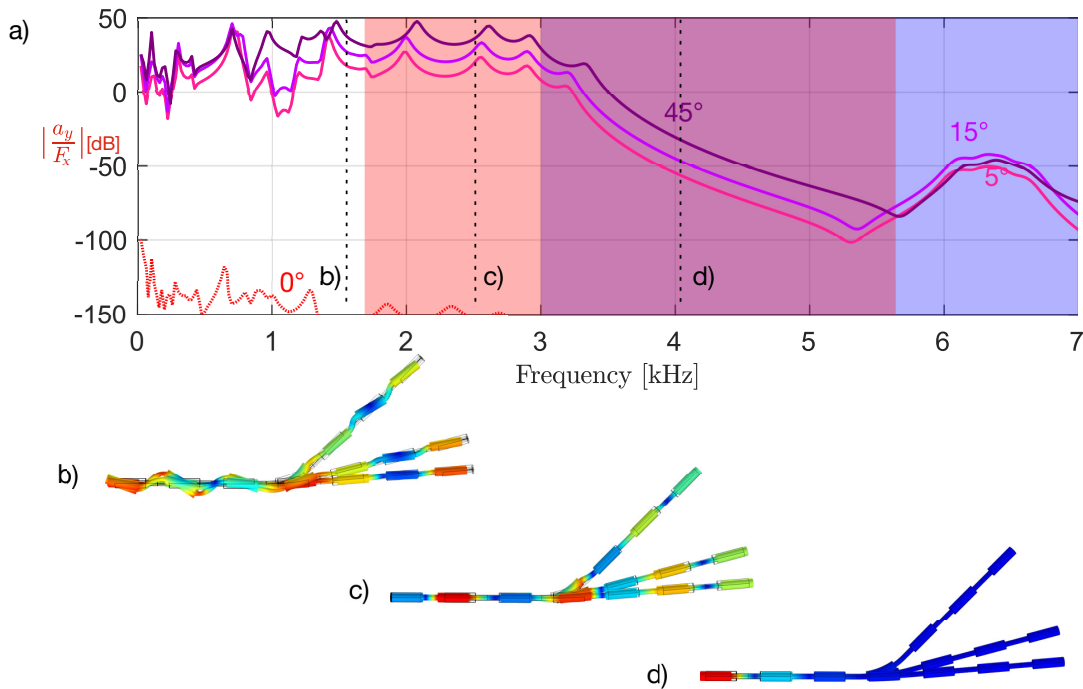 a)
50
0
-50
-100
-150
|a_y/F_x| [dB]
45°
15°
5°
0°
b)
c)
d)
0 1 2 3 4 5 6 7
Frequency [kHz]
b)
c)
d)